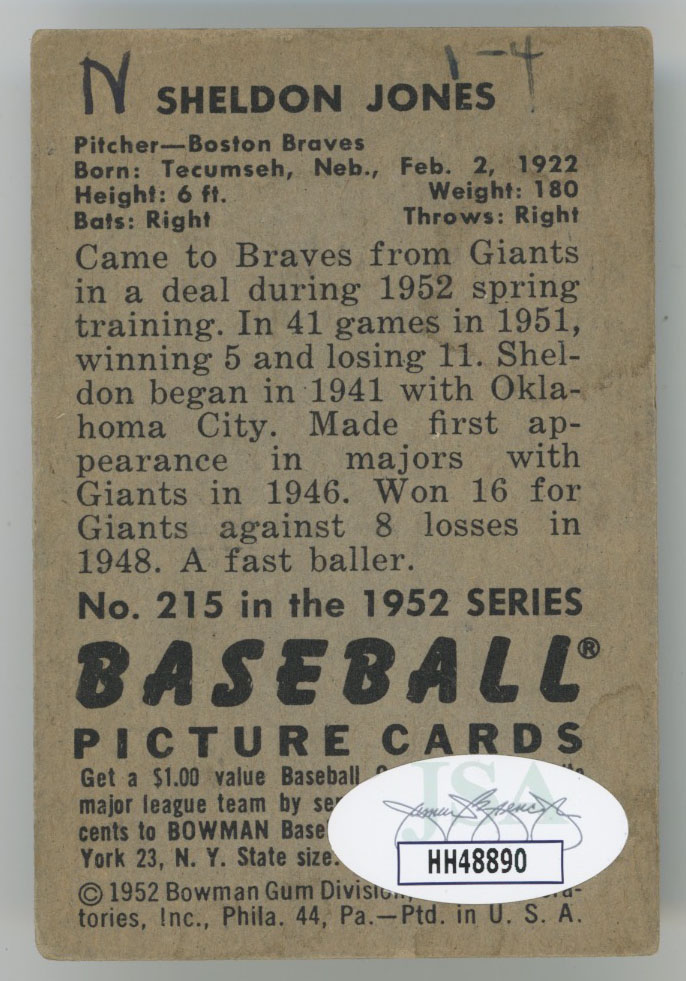 N 1-4
SHELDON JONES
Pitcher—Boston Braves
Born: Tecumseh, Neb., Feb. 2, 1922
Height: 6 ft. Weight: 180
Bats: Right Throws: Right
Came to Braves from Giants
in a deal during 1952 spring
training. In 41 games in 1951,
winning 5 and losing 11. Shel-
don began in 1941 with Okla-
homa City. Made first ap-
pearance in majors with
Giants in 1946. Won 16 for
Giants against 8 losses in
1948. A fast baller.
No. 215 in the 1952 SERIES
BASEBALL®
PICTURE CARDS
Get a $1.00 value Baseball
major league team by
cents to BOWMAN
York 23, N. Y. State size.
© 1952 Bowman Gum
tories, Inc., Phila. 44, Pa.—Ptd. in U. S. A.
JSA
HH48890